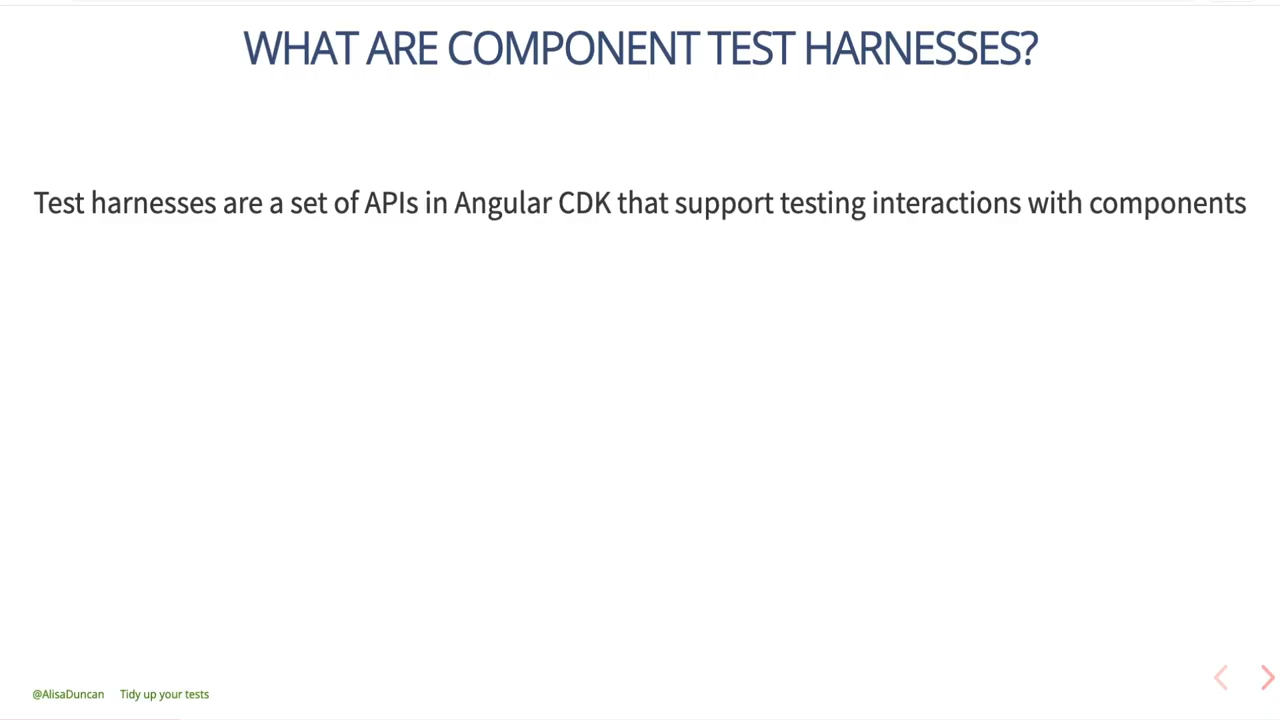 WHAT ARE COMPONENT TEST HARNESSES?
Test harnesses are a set of APIs in Angular CDK that support testing interactions with components
@AlisaDuncan Tidy up your tests